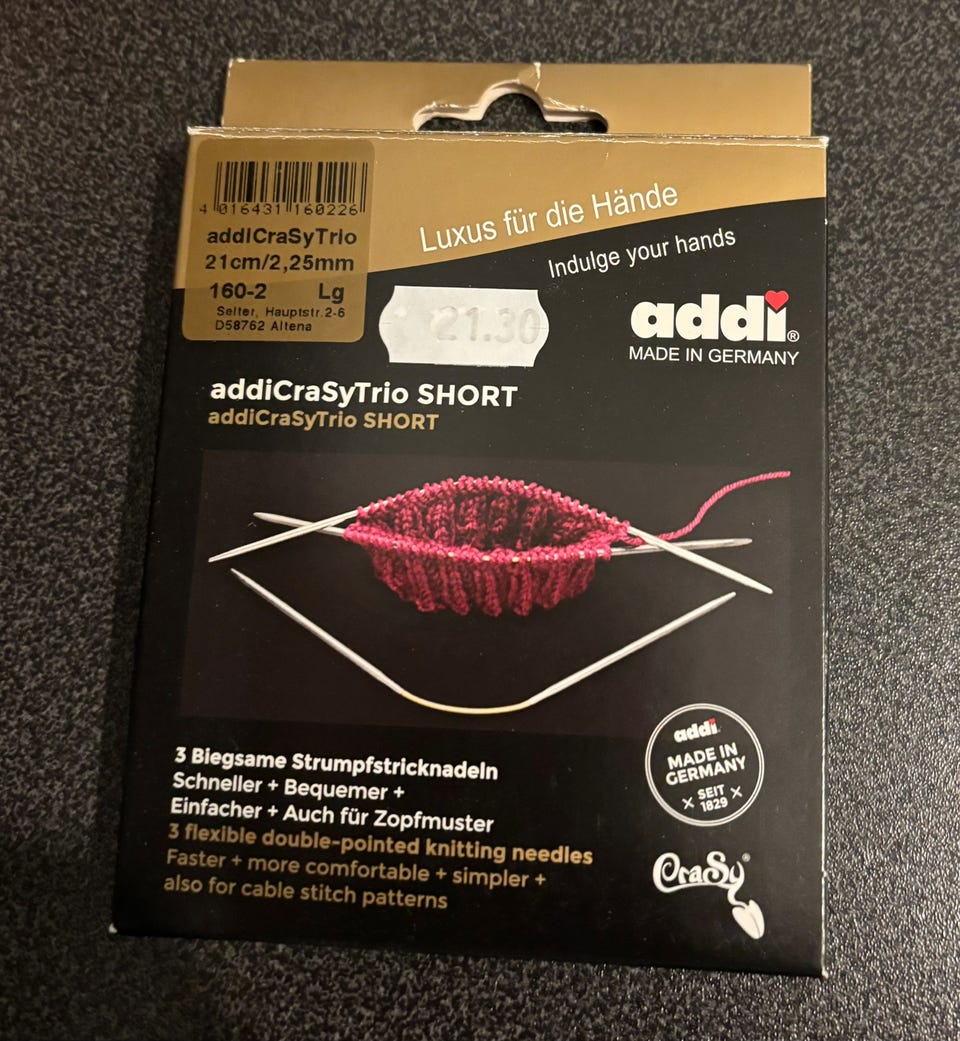 4 016431 160226
addiCraSyTrio
21cm/2,25mm
160-2 Lg
Selter, Hauptstr.2-6
D58762 Altena
Luxus für die Hände
Indulge your hands
21.30
addi®
MADE IN GERMANY
addiCraSyTrio SHORT
addiCraSyTrio SHORT
3 Biegsame Strumpfstricknadeln
Schneller + Bequemer +
Einfacher + Auch für Zopfmuster
3 flexible double-pointed knitting needles
Faster + more comfortable + simpler +
also for cable stitch patterns
addi
MADE IN
GERMANY
SEIT
1829
CraSy®